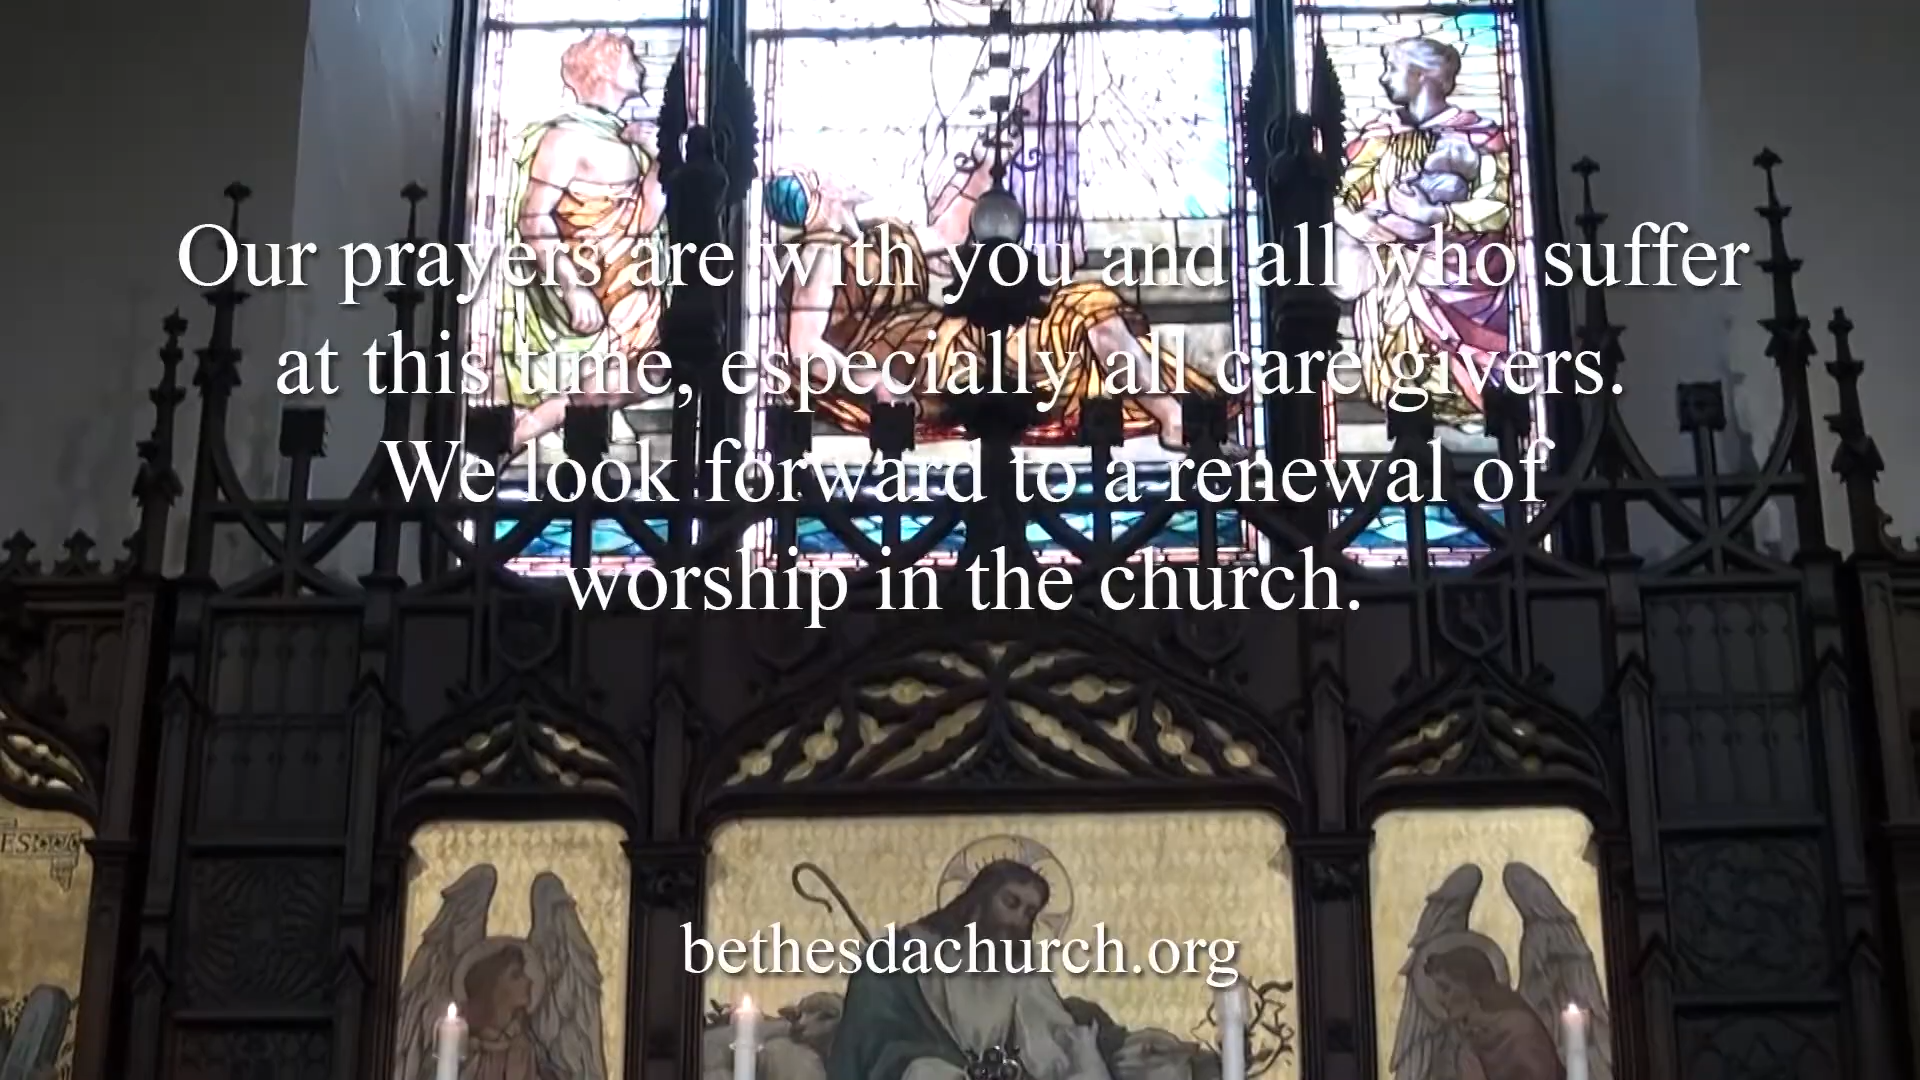 Our prayers are with you and all who suffer
at this time, especially all care givers.
We look forward to a renewal of
worship in the church.
bethesdachurch.org